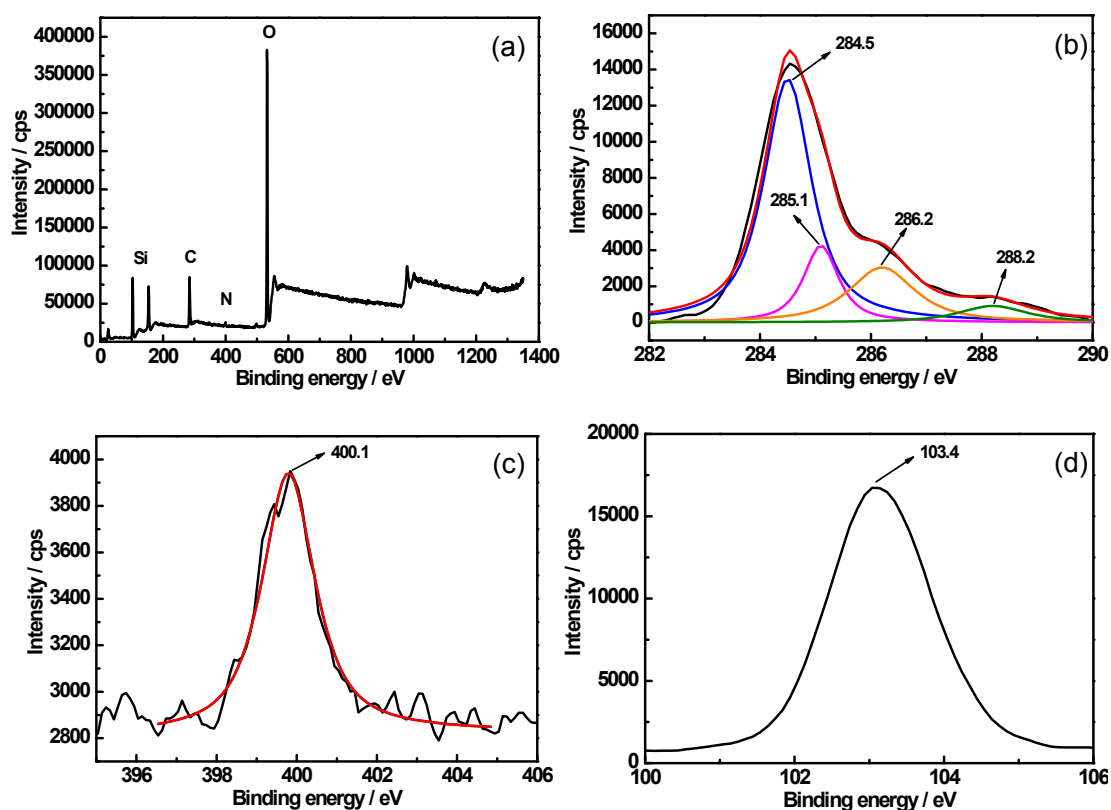 (a)
Intensity / cps
400000
350000
300000
250000
200000
150000
100000
50000
0
O
Si
C
N
0 200 400 600 800 1000 1200 1400
Binding energy / eV
(b)
Intensity / cps
16000
14000
12000
10000
8000
6000
4000
2000
0
284.5
285.1
286.2
288.2
282 284 286 288 290
Binding energy / eV
(c)
Intensity / cps
4000
3800
3600
3400
3200
3000
2800
400.1
396 398 400 402 404 406
Binding energy / eV
(d)
Intensity / cps
20000
15000
10000
5000
0
103.4
100 102 104 106
Binding energy / eV